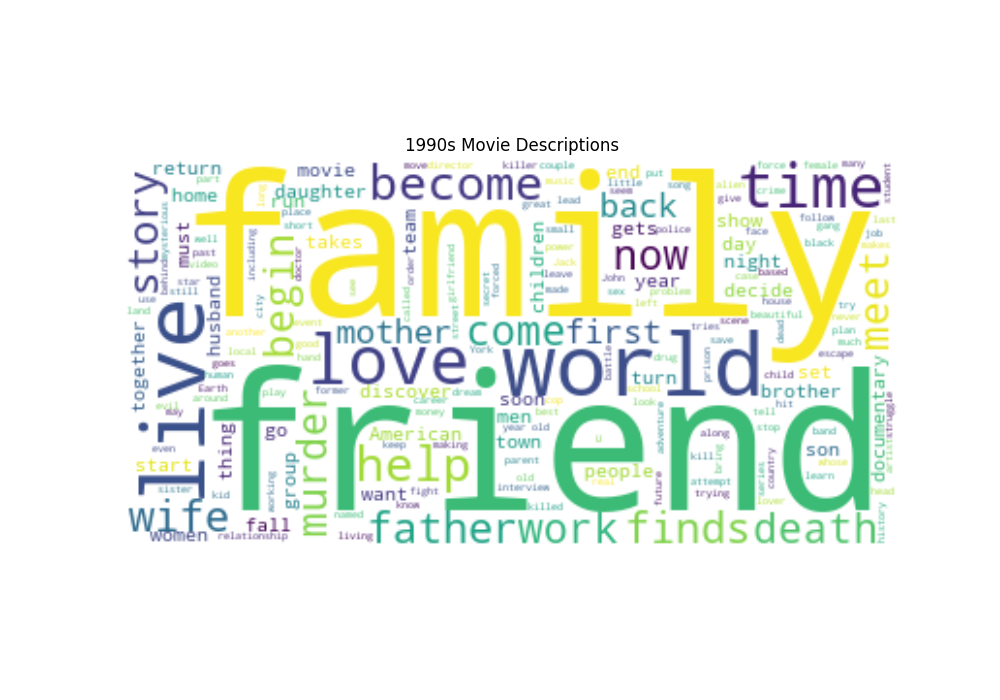 1990s Movie Descriptions
return
movie
become
family
time
story
home
daughter
run
part
long
mysterious
behind
must
well
past
video
star
still
use
land
place
short
including
doctor
takes
begin
city
see
event
team
order
called
move
director
killer
couple
music
great
lead
small
power
Jack
leave
made
children
secret
forced
girlfriend
street
end
put
little
song
seem
back
gets
police
now
John
year
problem
left
force
female
many
student
alien
give
crime
show
day
night
case
based
decide
face
follow
gang
black
last
job
makes
never
meet
house
beautiful
try
plan
much
escape
dead
scene
tries
save
live
husband
together
another
local
goes
Earth
around
human
evil
may
even
good
hand
play
mother
come
first
love
world
York
battle
drug
turn
school
prison
child
set
brother
hit
former
discover
career
money
dream
soon
cop
men
best
look
friend
documentary
struggle
artist
start
sister
thing
kid
go
group
working
murder
American
keep
making
help
want
fight
know
year old
town
parent
old
interview
killed
u
people
real
adventure
future
along
kill
bring
attempt
trying
tell
stop
series
country
lover
band
son
whose
learn
head
history
wife
women
fall
relationship
named
living
father
work
finds
death